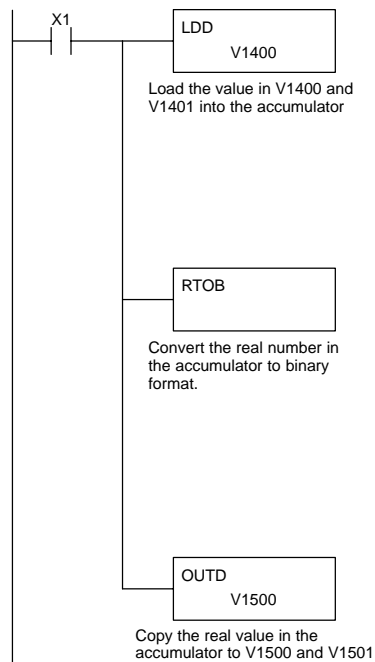 X1
LDD
V1400
Load the value in V1400 and
V1401 into the accumulator
RTOB
Convert the real number in
the accumulator to binary
format.
OUTD
V1500
Copy the real value in the
accumulator to V1500 and V1501